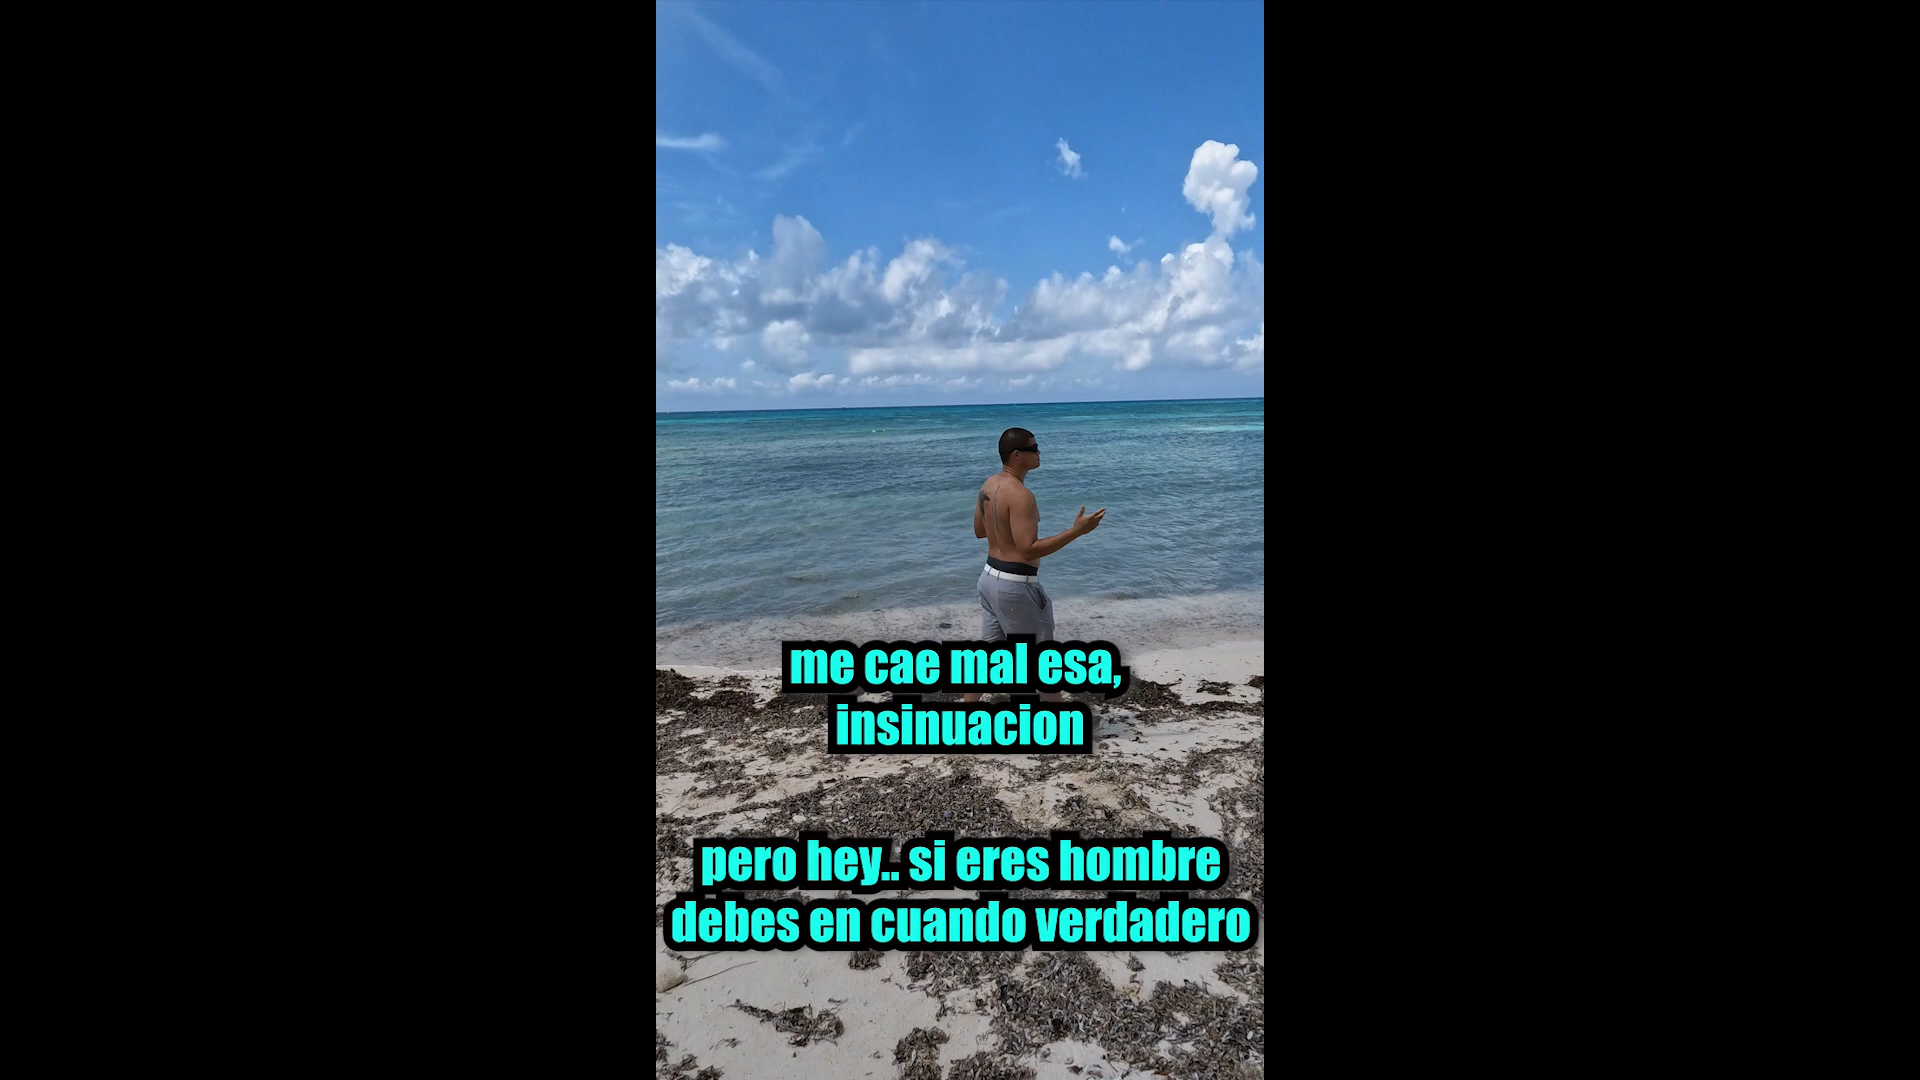 me cae mal esa,
insinuacion
pero hey.. si eres hombre
debes en cuando verdadero